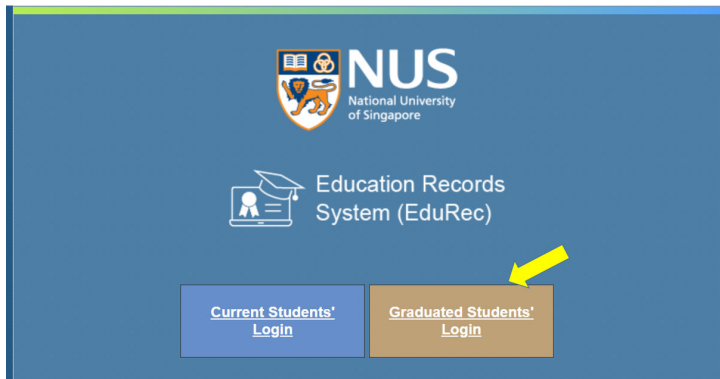 NUS
National University
of Singapore
Education Records
System (EduRec)
Current Students'
Login
Graduated Students'
Login